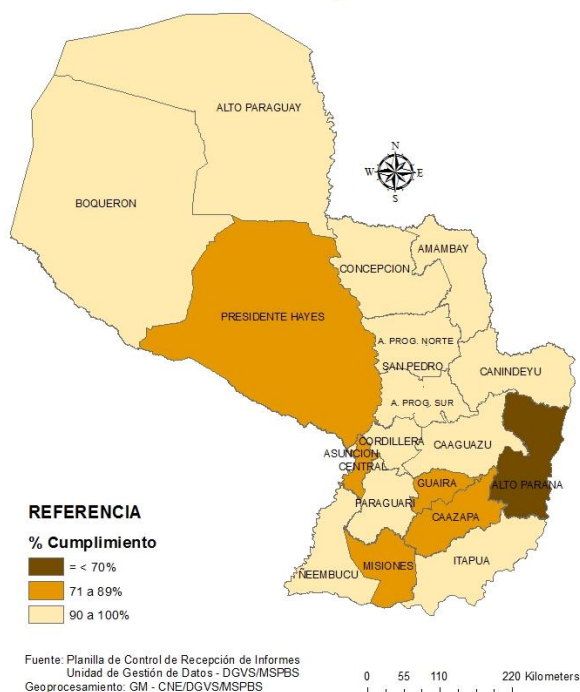 ALTO PARAGUAY
BOQUERON
N
W
E
S
AMAMBAY
CONCEPCION
PRESIDENTE HAYES
A. PROG. NORTE
SAN PEDRO
CANINDEYU
A. PROG. SUR
CORDILLERA
CAAGUAZU
ASUNCION
CENTRAL
ALTO PARANA
GUAIRA
PARAGUARI
CAAZAPA
ITAPUA
MISIONES
ÑEEMBUCU
REFERENCIA
% Cumplimiento
= < 70%
71 a 89%
90 a 100%
Fuente: Planilla de Control de Recepción de Informes
Unidad de Gestión de Datos - DGVS/MSPBS
Geoprocesamiento: GM - CNE/DGVS/MSPBS
0 55 110 220 Kilometers